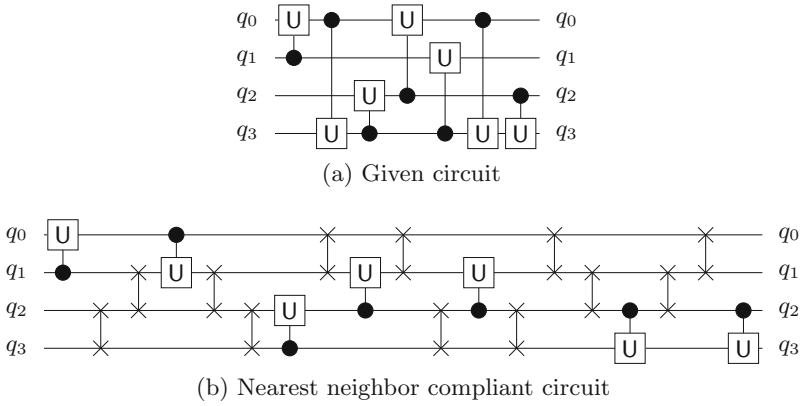 q₀ U U q₀
q₁ U q₁
q₂ U q₂
q₃ U U U q₃
(a) Given circuit
q₀ U q₀
q₁ U U U q₁
q₂ U q₂
q₃ U U q₃
(b) Nearest neighbor compliant circuit